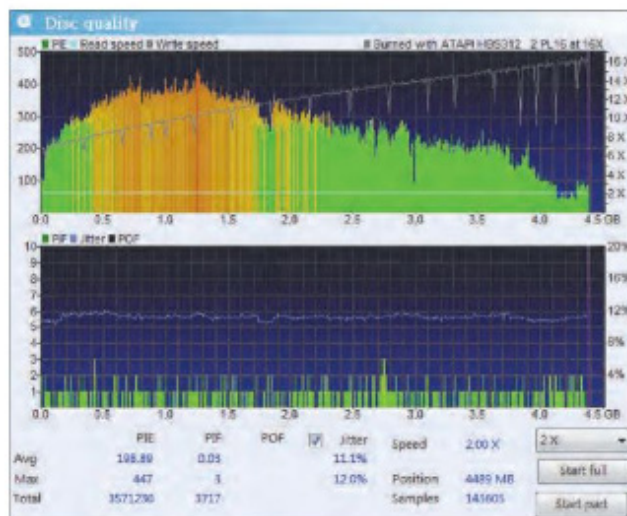 Disc quality
PIE Read speed Write speed Burned with ATAPI iHBS312 2 PL16 at 16X
500 16 X
400 14 X
12 X
300 10 X
200 8 X
6 X
100 4 X
2 X
0.0 0.5 1.0 1.5 2.0 2.5 3.0 3.5 4.0 4.5 GB
PIF Jitter POF
10 20%
9
8 16%
7
6 12%
5
4 8%
3
2 4%
1
0.0 0.5 1.0 1.5 2.0 2.5 3.0 3.5 4.0 4.5 GB
PIE PIF POF Jitter Speed 2.00 X 2 X
Avg 198.89 0.03 11.1%
Max 447 3 12.0% Position 4489 MB Start full
Total 3571236 3717 Samples 143605 Start part